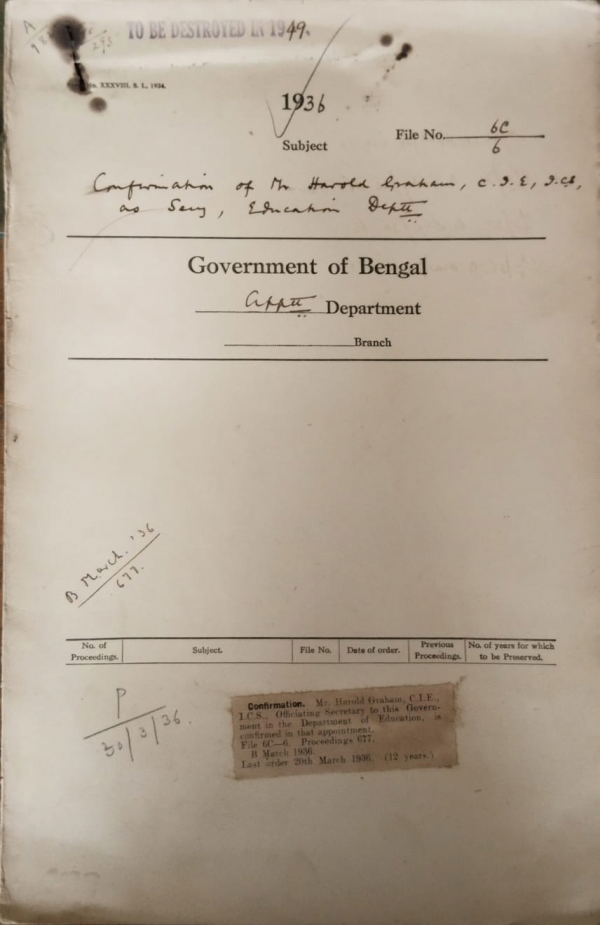 TO BE DESTROYED IN 1949.
No. XXXVIII. S. L., 1934.
1936
File No. 6C
6
Subject
Confirmation of Mr Harold Graham, C.I.E, I.C.S,
as Secy, Education Deptt
Government of Bengal
Apptt Department
Branch
B March. '36
677.
No. of Proceedings. Subject. File No. Date of order. Previous Proceedings. No. of years for which to be Preserved.
P
30/3/36.
Confirmation. Mr. Harold Graham, C.I.E.,
I.C.S., Officiating Secretary to this Govern-
ment in the Department of Education, is
confirmed in that appointment.
File 6C—6. Proceedings 677.
B March 1936.
Last order 20th March 1936. (12 years.)